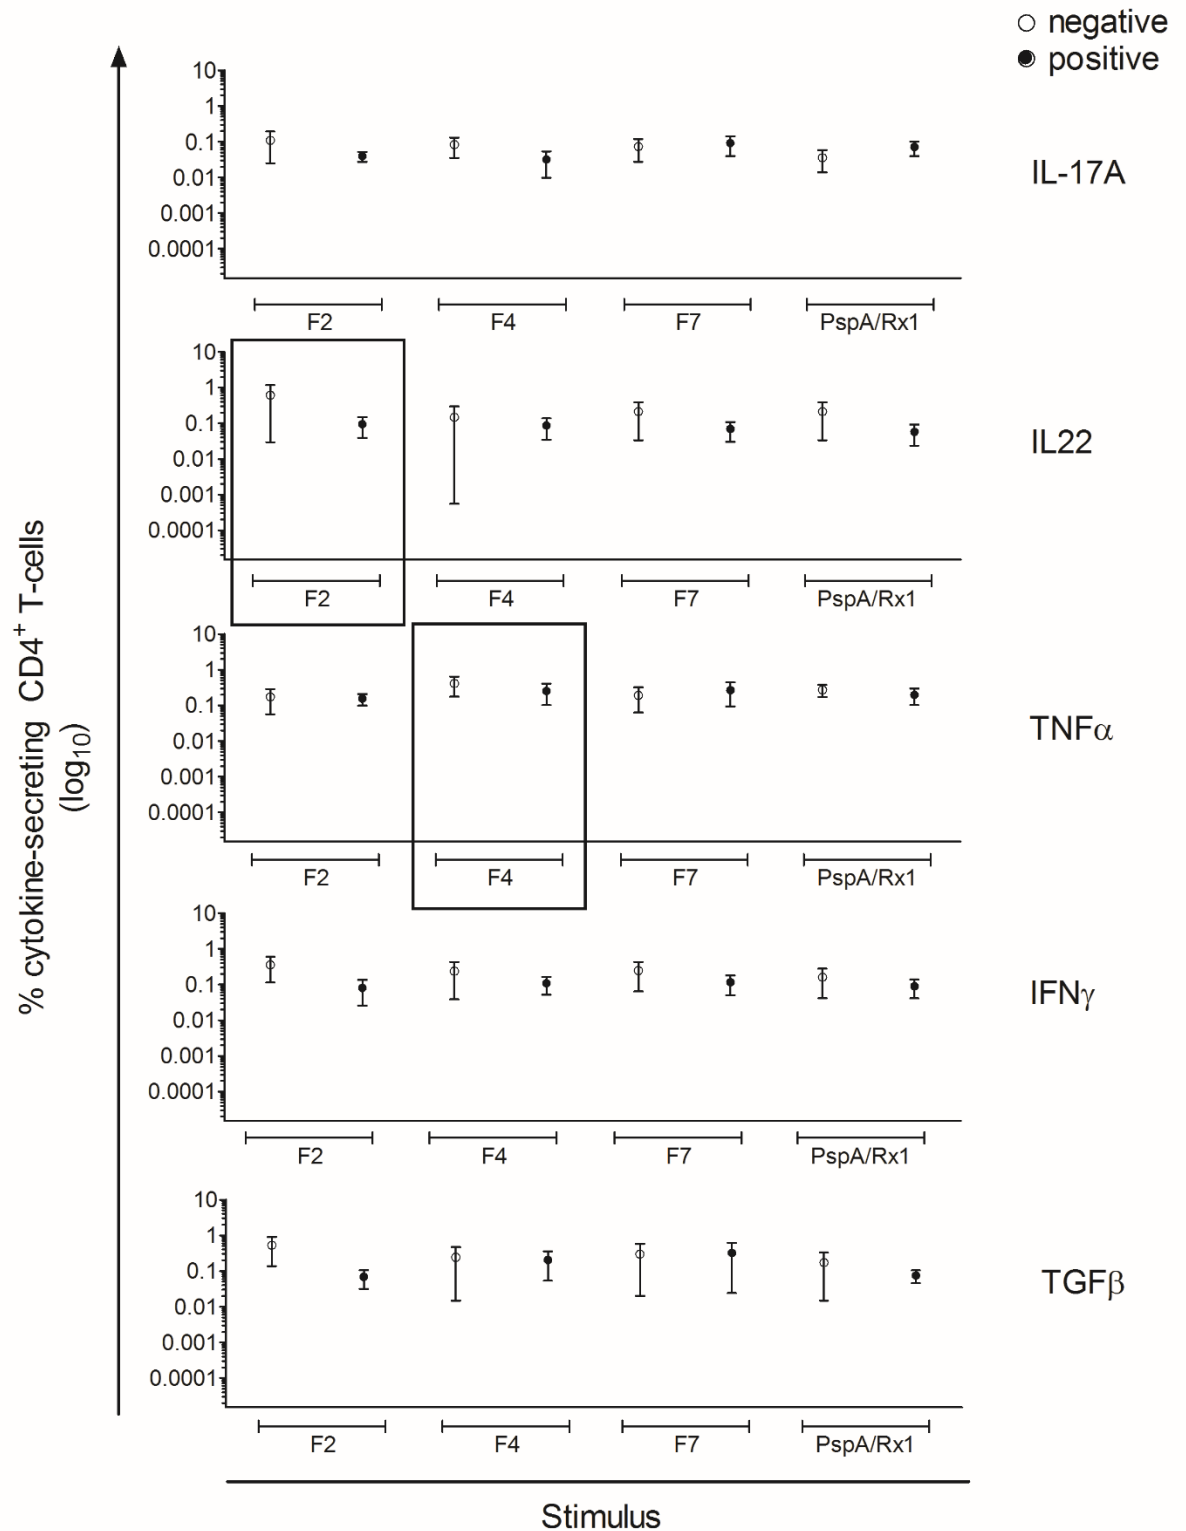 negative
positive
10
1
0.1
0.01
0.001
0.0001
IL-17A
F2 F4 F7 PspA/Rx1
10
1
0.1
0.01
0.001
0.0001
IL22
F2 F4 F7 PspA/Rx1
10
1
0.1
0.01
0.001
0.0001
TNFα
F2 F4 F7 PspA/Rx1
10
1
0.1
0.01
0.001
0.0001
IFNγ
F2 F4 F7 PspA/Rx1
10
1
0.1
0.01
0.001
0.0001
TGFβ
F2 F4 F7 PspA/Rx1
Stimulus
% cytokine-secreting CD4⁺ T-cells
(log₁₀)